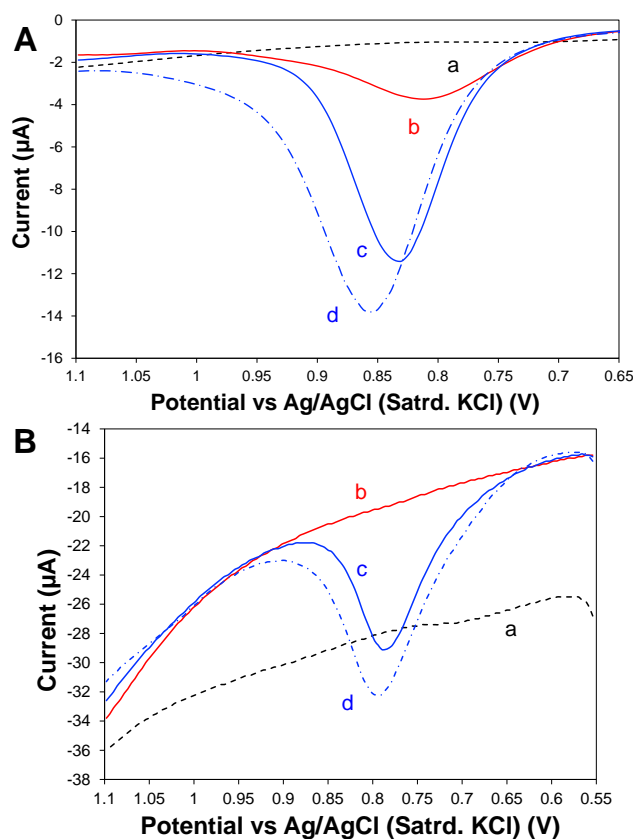 A
0
-2
-4
-6
-8
-10
-12
-14
-16
Current (µA)
a
b
c
d
1.1 1.05 1 0.95 0.9 0.85 0.8 0.75 0.7 0.65
Potential vs Ag/AgCl (Satrd. KCl) (V)
B
-14
-16
-18
-20
-22
-24
-26
-28
-30
-32
-34
-36
-38
Current (µA)
b
c
a
d
1.1 1.05 1 0.95 0.9 0.85 0.8 0.75 0.7 0.65 0.6 0.55
Potential vs Ag/AgCl (Satrd. KCl) (V)